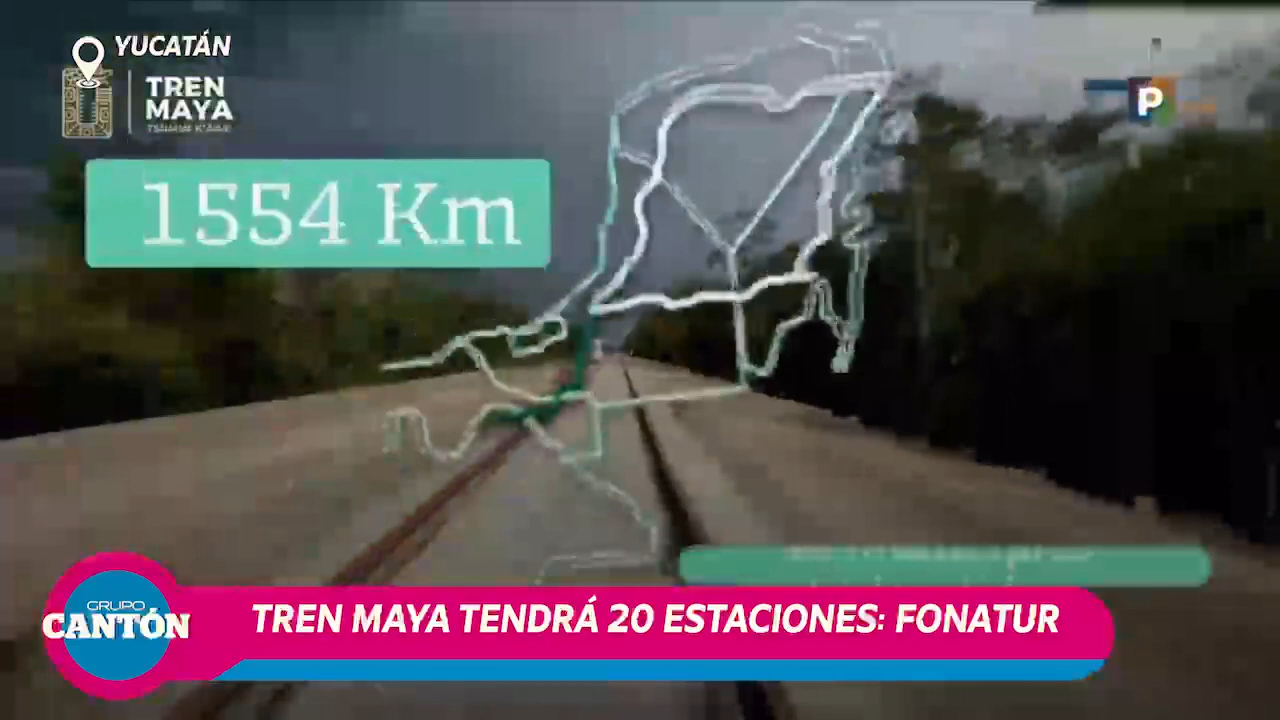 YUCATÁN
TREN
MAYA
P
1554 Km
GRUPO
CANTÓN
TREN MAYA TENDRÁ 20 ESTACIONES: FONATUR